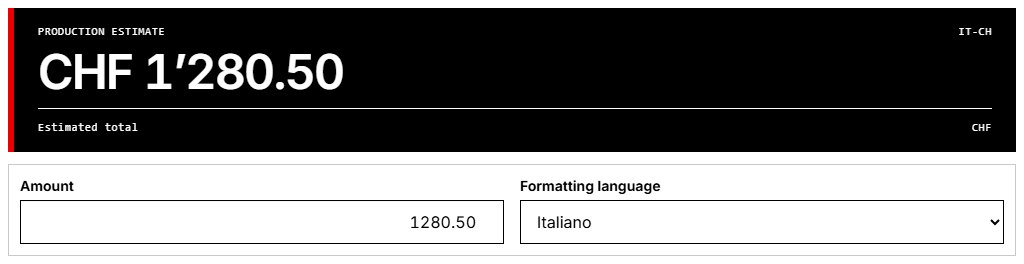 PRODUCTION ESTIMATE
IT-CH
CHF 1’280.50
Estimated total
CHF
Amount
Formatting language
1280.50
Italiano